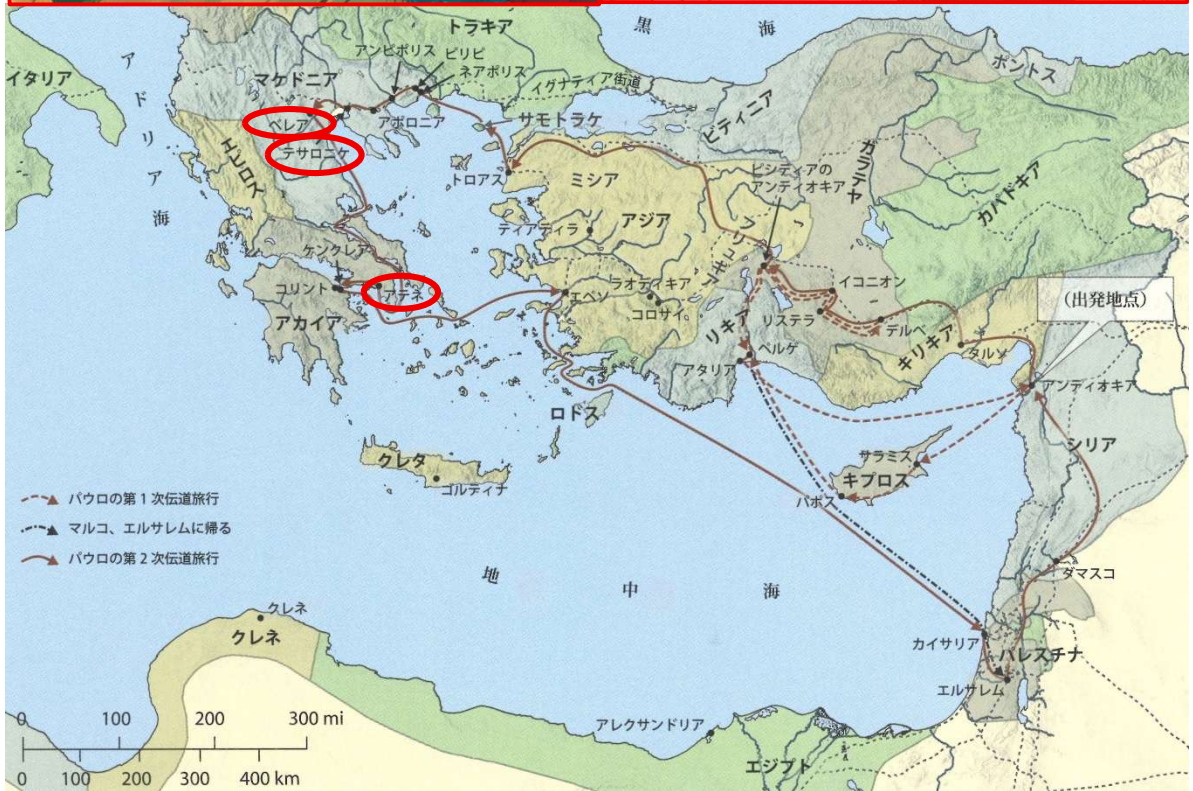 黒 海
トラキア
アンピポリス
ピリピ
ネアポリス
イグナティア街道
ポントス
イタリア
アドリア海
マケドニア
ビティニア
ベレア
アポロニア
サモトラケ
テサロニケ
エピロス
トロアス
ミシア
ピシディアの
アンティオキア
ガラテヤ
カパドキア
アジア
フリュギア
ティアティラ
ケンクレア
コリント
アテネ
アカイア
エペソ
ラオディキア
コロサイ
イコニオン
リステラ
デルベ
(出発地点)
リキア
ペルゲ
アタリア
キリキア
タルソ
アンティオキア
ロドス
シリア
クレタ
ゴルティナ
サラミス
キプロス
パポス
パウロの第1次伝道旅行
マルコ、エルサレムに帰る
パウロの第2次伝道旅行
地 中 海
ダマスコ
クレネ
クレネ
カイサリア
パレスチナ
エルサレム
アレクサンドリア
エジプト
0 100 200 300 mi
0 100 200 300 400 km